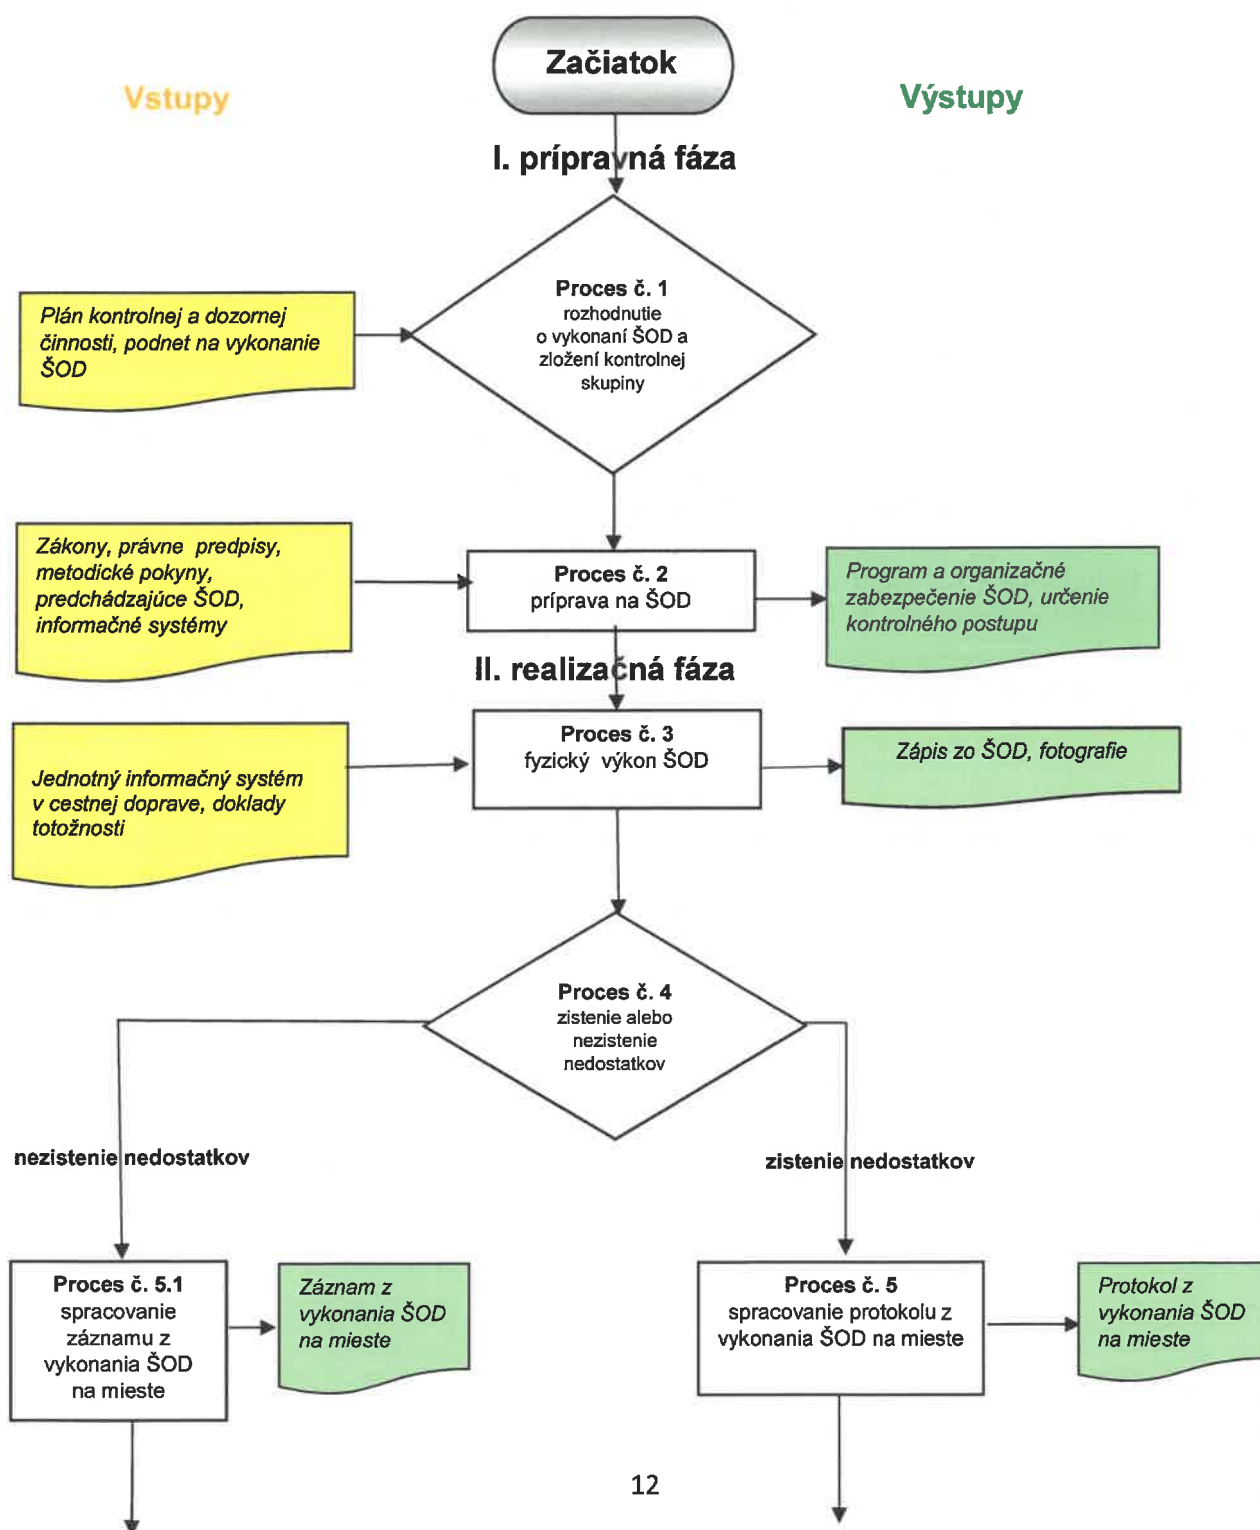 Začiatok
Vstupy
Výstupy
I. prípravná fáza
Proces č. 1
rozhodnutie
o vykonaní ŠOD a
zložení kontrolnej
skupiny
Plán kontrolnej a dozornej
činnosti, podnet na vykonanie
ŠOD
Zákony, právne predpisy,
metodické pokyny,
predchádzajúce ŠOD,
informačné systémy
Proces č. 2
príprava na ŠOD
Program a organizačné
zabezpečenie ŠOD, určenie
kontrolného postupu
II. realizačná fáza
Jednotný informačný systém
v cestnej doprave, doklady
totožnosti
Proces č. 3
fyzický výkon ŠOD
Zápis zo ŠOD, fotografie
Proces č. 4
zistenie alebo
nezistenie
nedostatkov
nezistenie nedostatkov
zistenie nedostatkov
Proces č. 5.1
spracovanie
záznamu z
vykonania ŠOD
na mieste
Záznam z
vykonania ŠOD
na mieste
Proces č. 5
spracovanie protokolu z
vykonania ŠOD na mieste
Protokol z
vykonania ŠOD
na mieste
12